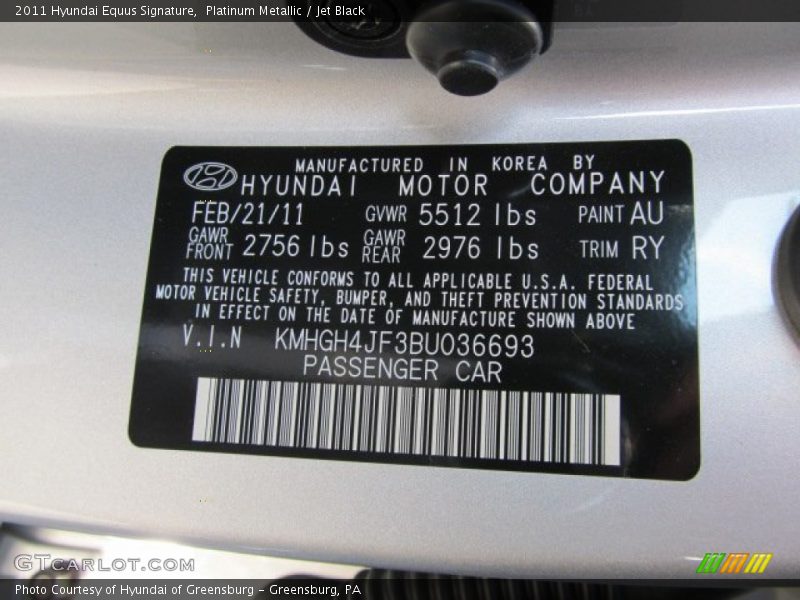 2011 Hyundai Equus Signature, Platinum Metallic / Jet Black
MANUFACTURED IN KOREA BY
HYUNDAI MOTOR COMPANY
FEB/21/11 GVWR 5512 lbs PAINT AU
GAWR FRONT 2756 lbs GAWR REAR 2976 lbs TRIM RY
THIS VEHICLE CONFORMS TO ALL APPLICABLE U.S.A. FEDERAL
MOTOR VEHICLE SAFETY, BUMPER, AND THEFT PREVENTION STANDARDS
IN EFFECT ON THE DATE OF MANUFACTURE SHOWN ABOVE
V.I.N KMHGH4JF3BU036693
PASSENGER CAR
GTCARLOT.COM
Photo Courtesy of Hyundai of Greensburg - Greensburg, PA